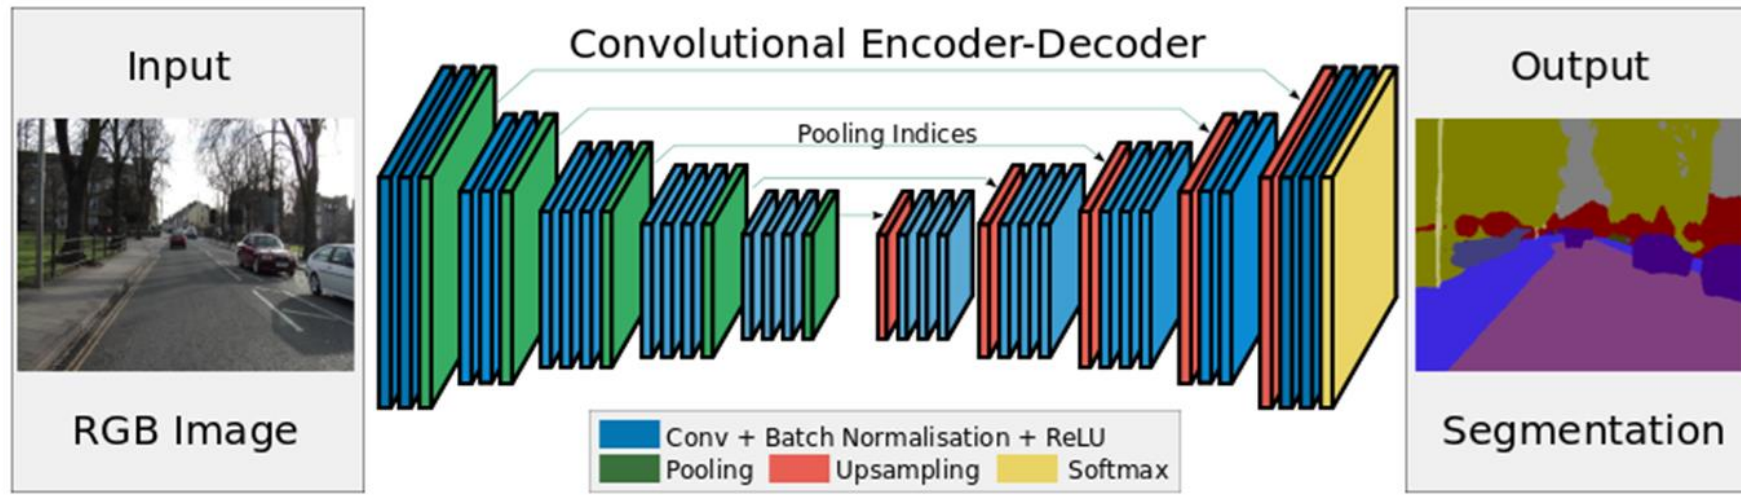 Input
RGB Image
Convolutional Encoder-Decoder
Pooling Indices
Conv + Batch Normalisation + ReLU
Pooling Upsampling Softmax
Output
Segmentation